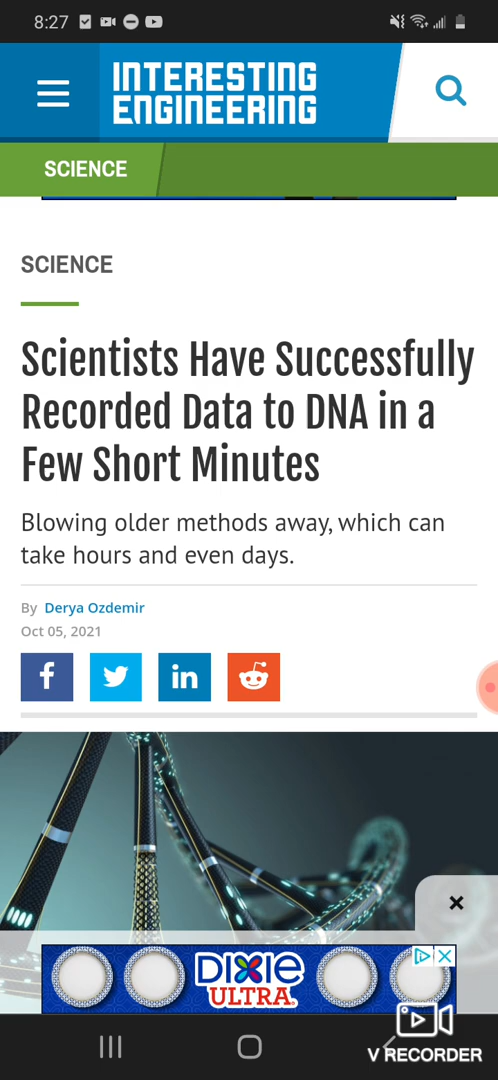 8:27
INTERESTING
ENGINEERING
SCIENCE
SCIENCE
Scientists Have Successfully
Recorded Data to DNA in a
Few Short Minutes
Blowing older methods away, which can
take hours and even days.
By Derya Ozdemir
Oct 05, 2021
DIXIE
ULTRA
V RECORDER